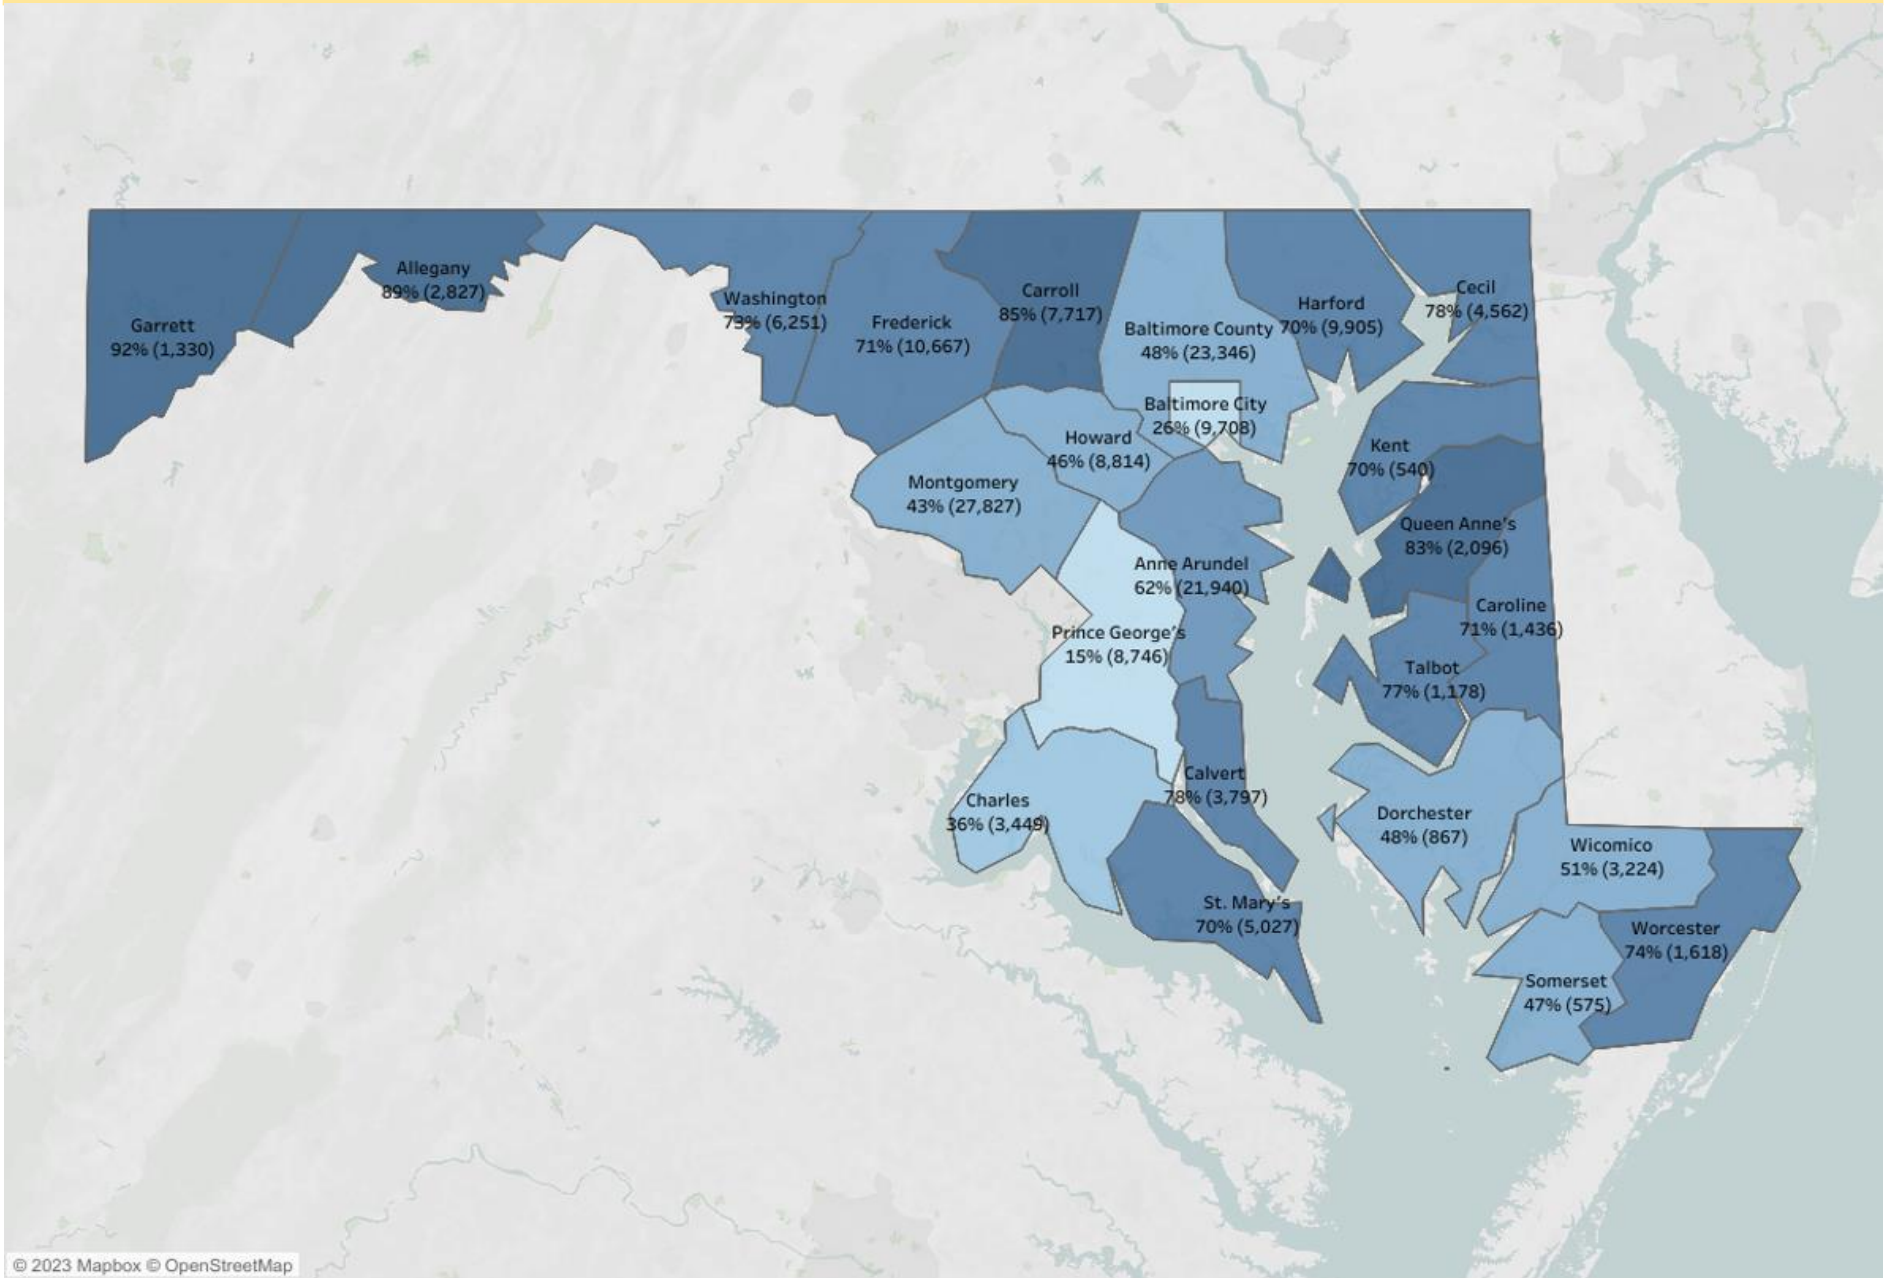 Allegany
89% (2,827)
Garrett
92% (1,330)
Washington
73% (6,251)
Frederick
71% (10,667)
Carroll
85% (7,717)
Baltimore County
48% (23,346)
Harford
70% (9,905)
Cecil
78% (4,562)
Baltimore City
26% (9,708)
Howard
46% (8,814)
Kent
70% (540)
Montgomery
43% (27,827)
Queen Anne's
83% (2,096)
Anne Arundel
62% (21,940)
Caroline
71% (1,436)
Prince George's
15% (8,746)
Talbot
77% (1,178)
Calvert
78% (3,797)
Charles
36% (3,449)
Dorchester
48% (867)
Wicomico
51% (3,224)
St. Mary's
70% (5,027)
Worcester
74% (1,618)
Somerset
47% (575)
© 2023 Mapbox © OpenStreetMap